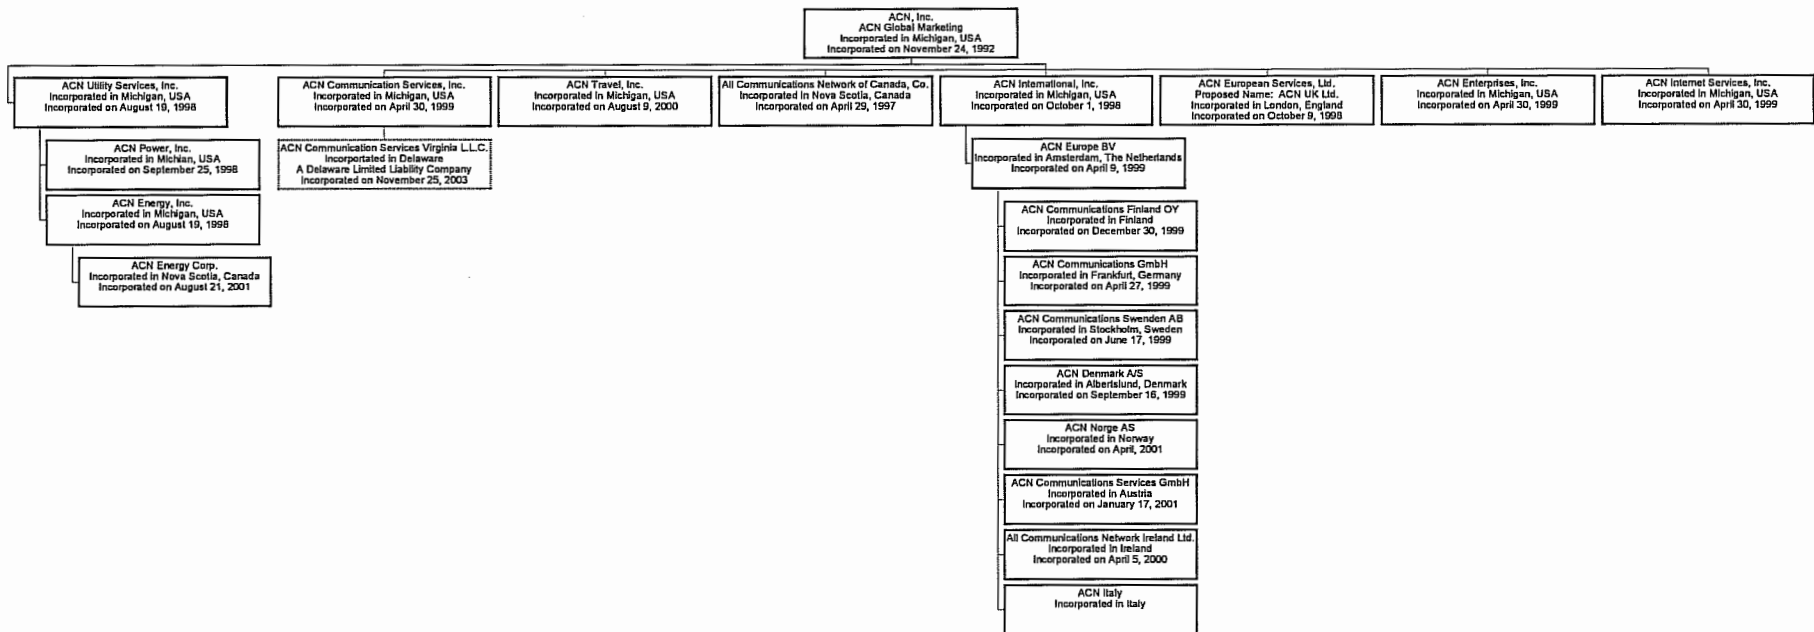 ACN, Inc.
ACN Global Marketing
Incorporated in Michigan, USA
Incorporated on November 24, 1992
ACN Utility Services, Inc.
Incorporated in Michigan, USA
Incorporated on August 19, 1998
ACN Communication Services, Inc.
Incorporated in Michigan, USA
Incorporated on April 30, 1999
ACN Travel, Inc.
Incorporated in Michigan, USA
Incorporated on August 9, 2000
All Communications Network of Canada, Co.
Incorporated in Nova Scotia, Canada
Incorporated on April 29, 1997
ACN International, Inc.
Incorporated in Michigan, USA
Incorporated on October 1, 1998
ACN European Services, Ltd.
Proposed Name: ACN UK Ltd.
Incorporated in London, England
Incorporated on October 9, 1998
ACN Enterprises, Inc.
Incorporated in Michigan, USA
Incorporated on April 30, 1999
ACN Internet Services, Inc.
Incorporated in Michigan, USA
Incorporated on April 30, 1999
ACN Power, Inc.
Incorporated in Michian, USA
Incorporated on September 25, 1998
ACN Energy, Inc.
Incorporated in Michigan, USA
Incorporated on August 19, 1998
ACN Energy Corp.
Incorporated in Nova Scotia, Canada
Incorporated on August 21, 2001
ACN Communication Services Virginia L.L.C.
Incorportated in Delaware
A Delaware Limited Liability Company
Incorporated on November 25, 2003
ACN Europe BV
Incorporated in Amsterdam, The Netherlands
Incorporated on April 9, 1999
ACN Communications Finland OY
Incorporated in Finland
Incorporated on December 30, 1999
ACN Communications GmbH
Incorporated in Frankfurt, Germany
Incorporated on April 27, 1999
ACN Communications Swenden AB
Incorporated in Stockholm, Sweden
Incorporated on June 17, 1999
ACN Denmark A/S
Incorporated in Albertslund, Denmark
Incorporated on September 16, 1999
ACN Norge AS
Incorporated in Norway
Incorporated on April, 2001
ACN Communications Services GmbH
Incorporated in Austria
Incorporated on January 17, 2001
All Communications Network Ireland Ltd.
Incorporated in Ireland
Incorporated on April 5, 2000
ACN Italy
Incorporated in Italy